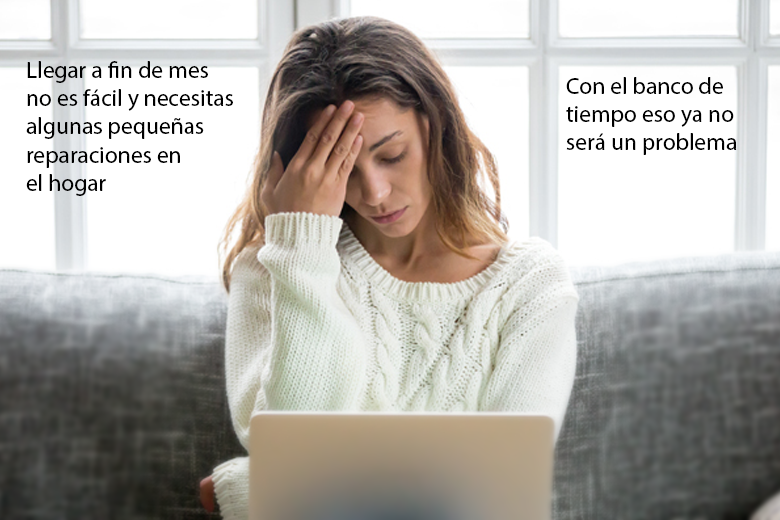 Llegar a fin de mes
no es fácil y necesitas
algunas pequeñas
reparaciones en
el hogar
Con el banco de
tiempo eso ya no
será un problema